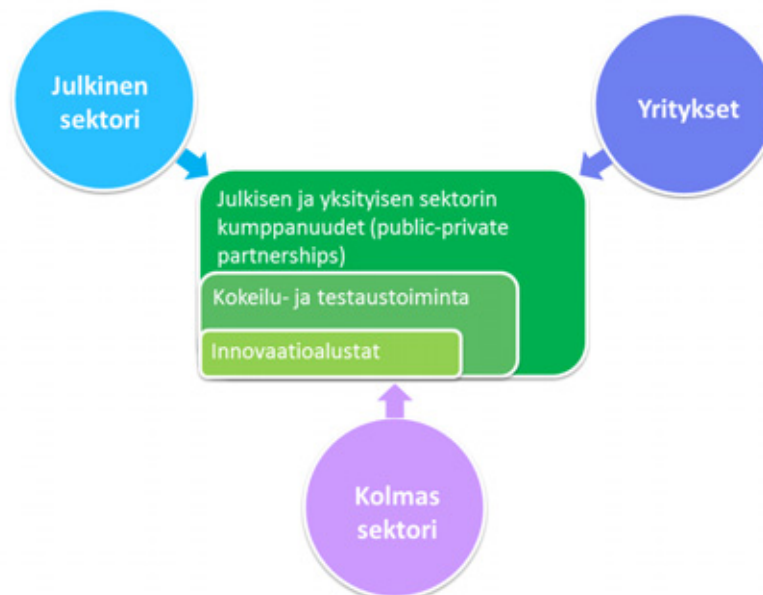 Julkinen
sektori
Yritykset
Julkisen ja yksityisen sektorin
kumppanuudet (public-private
partnerships)
Kokeilu- ja testaustoiminta
Innovaatioalustat
Kolmas
sektori